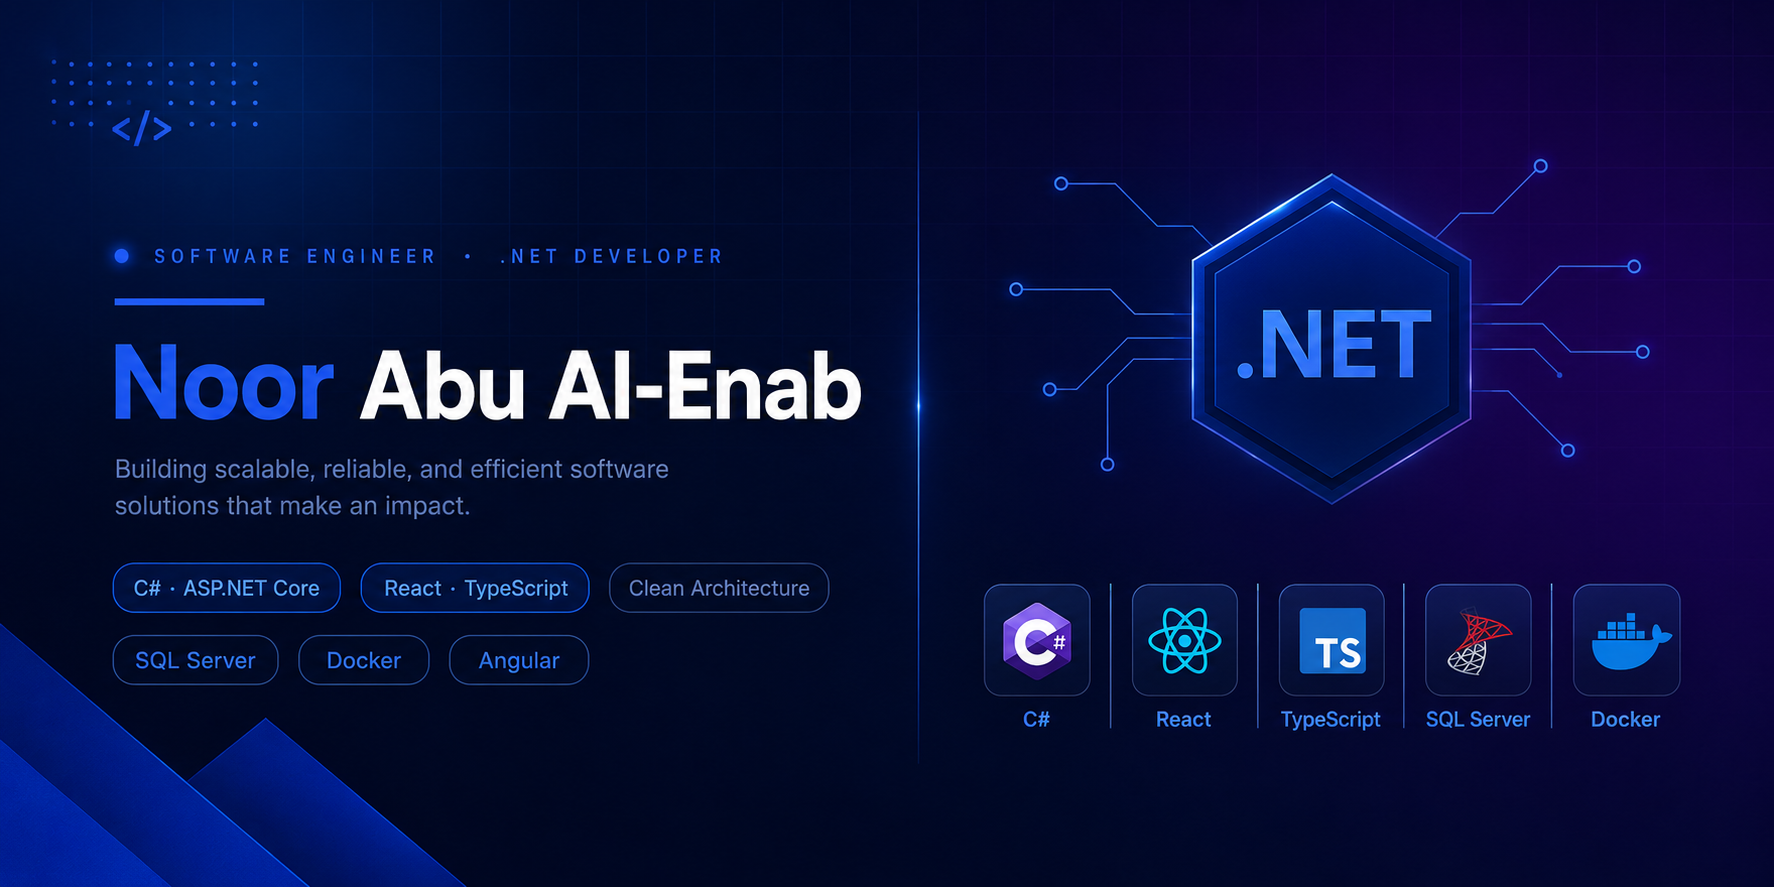 </>
SOFTWARE ENGINEER • .NET DEVELOPER
Noor Abu Al-Enab
Building scalable, reliable, and efficient software
solutions that make an impact.
C# · ASP.NET Core
React · TypeScript
Clean Architecture
SQL Server
Docker
Angular
.NET
C#
TS
C#
React
TypeScript
SQL Server
Docker